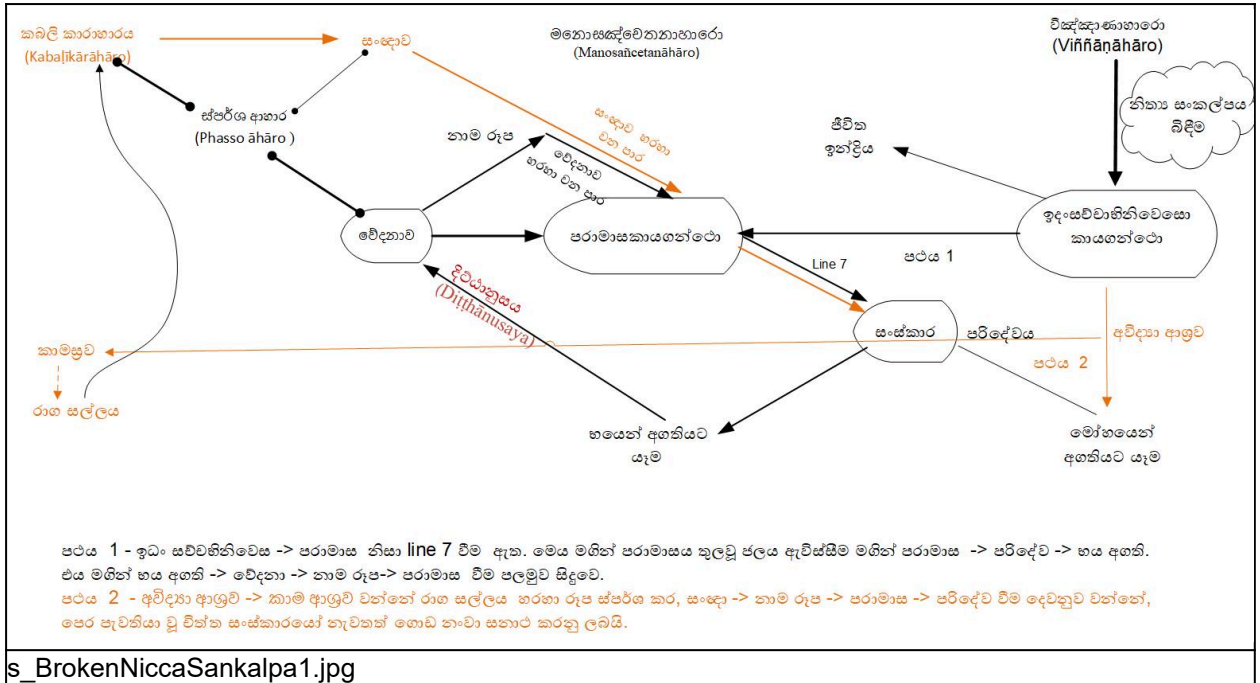 කබලි කාරාහාරය
(Kabaḷīkārāhāro)
සංඥාව
මනොසඤ්චේතනාහාරො
(Manosañcetanāhāro)
විඤ්ඤාණාහාරො
(Viññāṇāhāro)
නිත්‍ය සංකල්පය
බිඳීම
ස්පර්ශ ආහාර
(Phasso āhāro )
නාම රූප
සංඥාව හරහා
වන පාර
වේදනාව
හරහා වන පාර
ජීවිත
ඉන්ද්‍රිය
වේදනාව
පරාමාසකායගන්ථො
ඉදංසච්චාභිනිවෙසො
කායගන්ථො
පථය 1
Line 7
දිට්ඨානුසය
(Diṭṭhānusaya)
සංස්කාර
පරිදේවය
අවිද්‍යා ආශ්‍රව
කාමස්‍රව
පථය 2
රාග සල්ලය
භයෙන් අගතියට
යෑම
මෝහයෙන්
අගතියට යෑම
පථය 1 - ඉධං සච්චභිනිවෙස -> පරාමාස නිසා line 7 වීම ඇත. මෙය මගින් පරාමාසය තුලවූ ජලය ඇවිස්සීම මගින් පරාමාස -> පරිදේව -> භය අගති.
එය මගින් භය අගති -> වේදනා -> නාම රූප-> පරාමාස වීම පලමුව සිදුවෙ.
පථය 2 - අවිද්‍යා ආශ්‍රව -> කාම ආශ්‍රව වන්නේ රාග සල්ලය හරහා රූප ස්පර්ශ කර, සංඥා -> නාම රූප -> පරාමාස -> පරිදේව වීම දෙවනුව වන්නේ,
පෙර පැවතියා වූ චිත්ත සංස්කාරයෝ නැවතත් ගොඩ නංවා සනාථ කරනු ලබයි.
s_BrokenNiccaSankalpa1.jpg